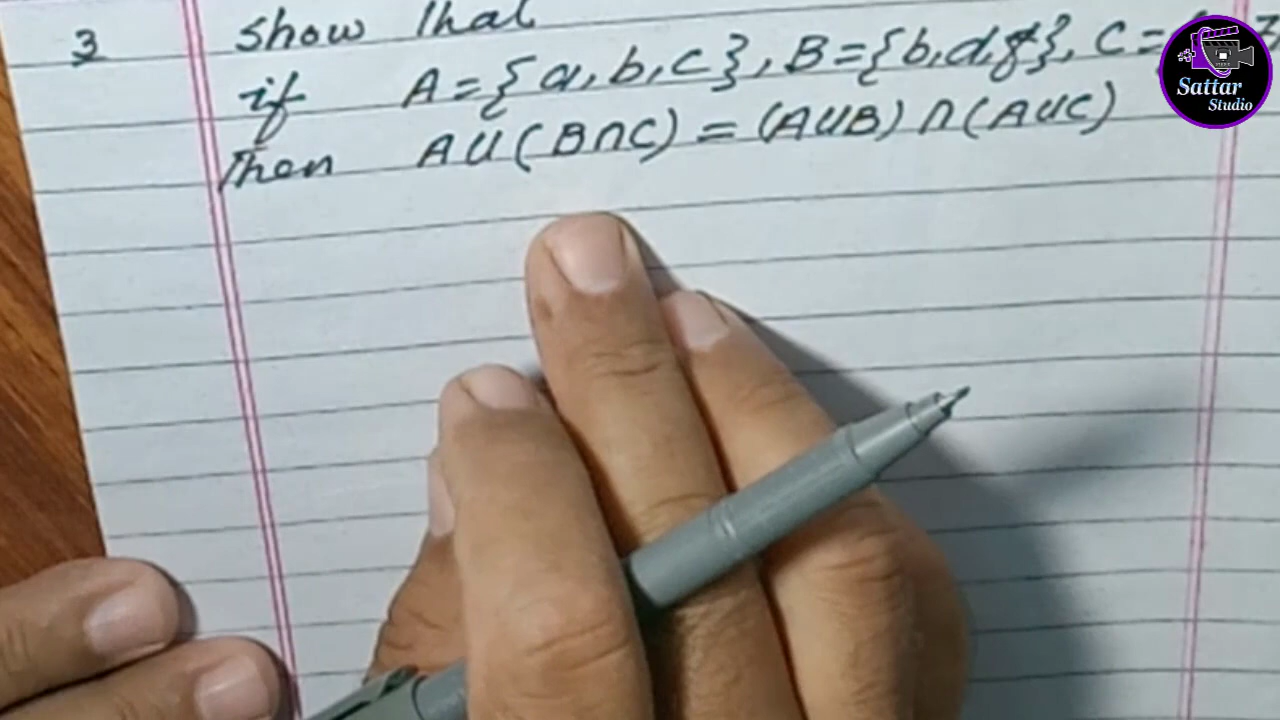 3 show that
if A={a,b,c}, B={b,d,f}, C=
Then A∪(B∩C) = (A∪B)∩(A∪C)
Sattar
Studio